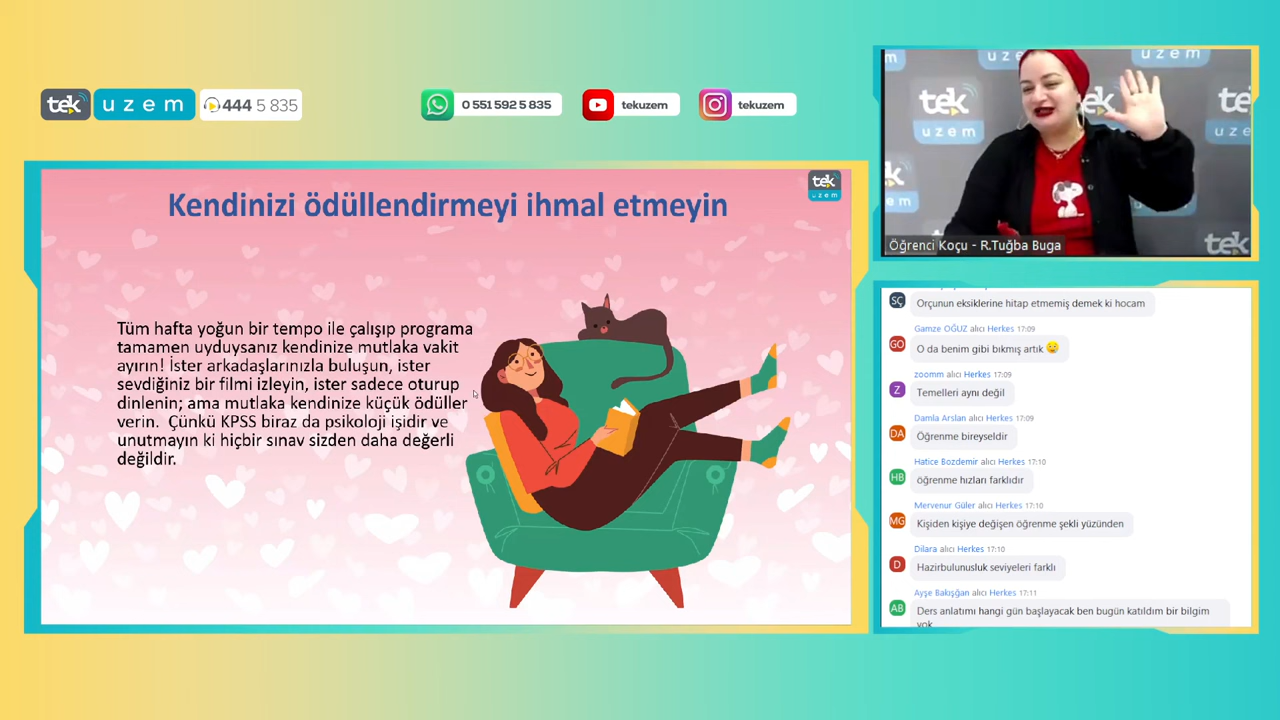 tek uzem 444 5 835
0 551 592 5 835
tekuzem
tekuzem
tek uzem
Kendinizi ödüllendirmeyi ihmal etmeyin
Tüm hafta yoğun bir tempo ile çalışıp programa
tamamen uyduysanız kendinize mutlaka vakit
ayırın! İster arkadaşlarınızla buluşun, ister
sevdiğiniz bir filmi izleyin, ister sadece oturup
dinlenin; ama mutlaka kendinize küçük ödüller
verin. Çünkü KPSS biraz da psikoloji işidir ve
unutmayın ki hiçbir sınav sizden daha değerli
değildir.
tek
uzem
Öğrenci Koçu - R.Tuğba Buga
SÇ
Orçunun eksiklerine hitap etmemiş demek ki hocam
Gamze OĞUZ alıcı Herkes 17:09
GO
O da benim gibi bıkmış artık
zoomm alıcı Herkes 17:09
Z
Temelleri aynı değil
Damla Arslan alıcı Herkes 17:09
DA
Öğrenme bireyseldir
Hatice Bozdemir alıcı Herkes 17:10
HB
öğrenme hızları farklıdır
Mervenur Güler alıcı Herkes 17:10
MG
Kişiden kişiye değişen öğrenme şekli yüzünden
Dilara alıcı Herkes 17:10
D
Hazirbulunusluk seviyeleri farklı
Ayşe Bakışğan alıcı Herkes 17:11
AB
Ders anlatımı hangi gün başlayacak ben bugün katıldım bir bilgim
yok